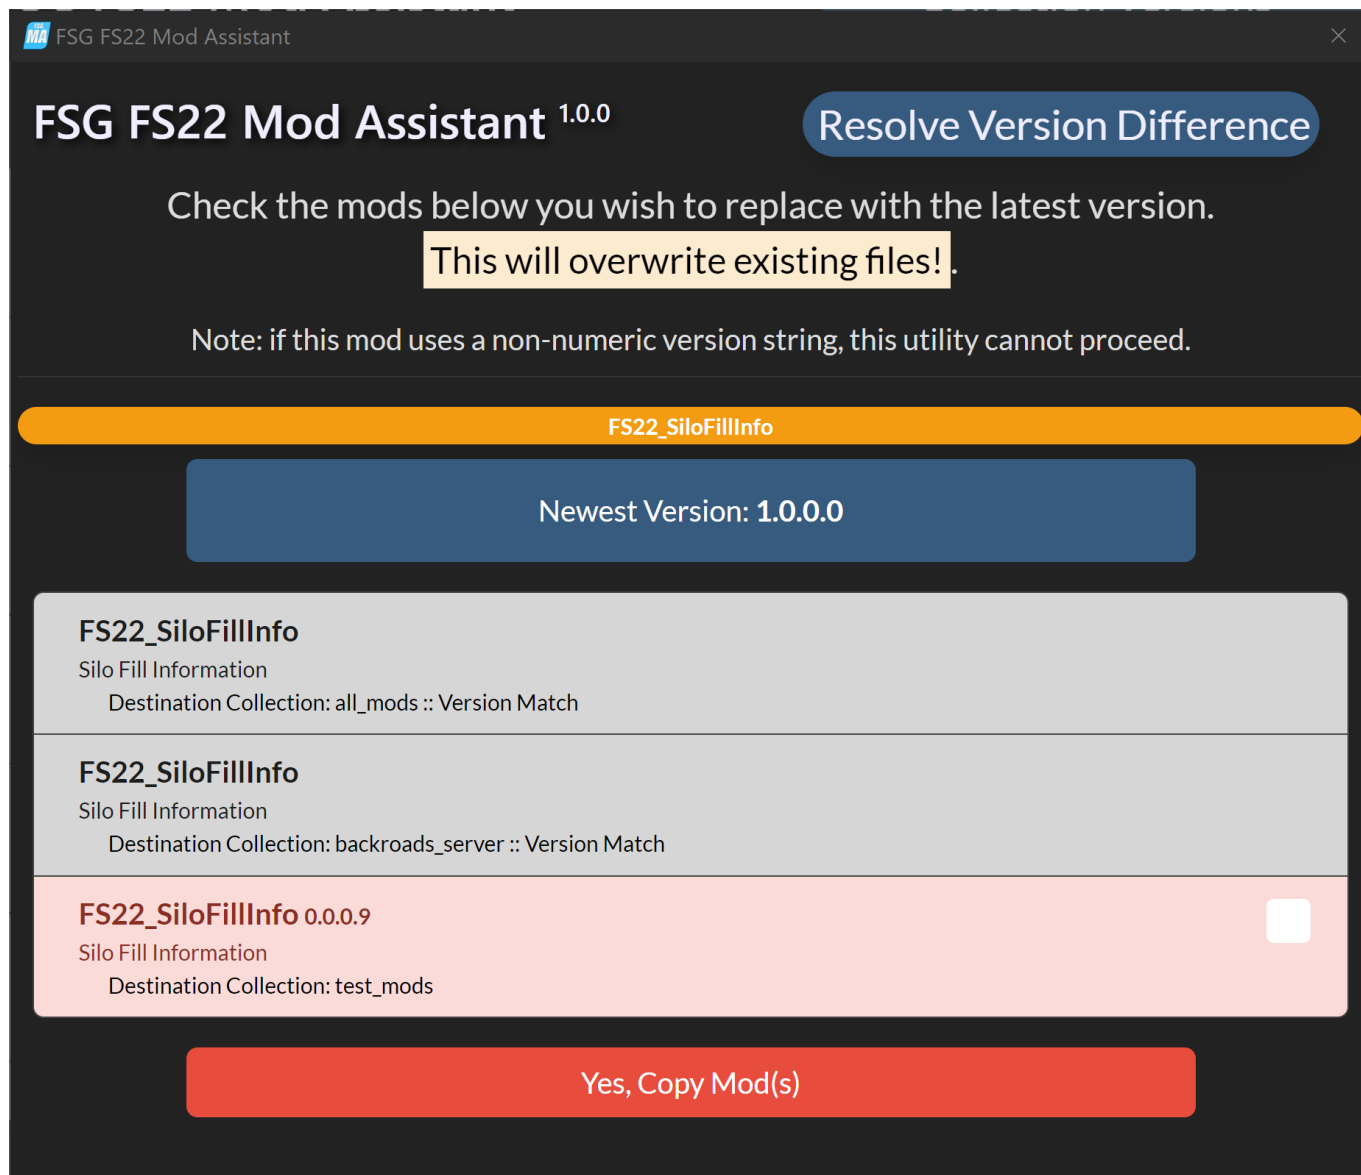 FSG FS22 Mod Assistant
FSG FS22 Mod Assistant 1.0.0
Resolve Version Difference
Check the mods below you wish to replace with the latest version.
This will overwrite existing files! .
Note: if this mod uses a non-numeric version string, this utility cannot proceed.
FS22_SiloFillInfo
Newest Version: 1.0.0.0
FS22_SiloFillInfo
Silo Fill Information
Destination Collection: all_mods :: Version Match
FS22_SiloFillInfo
Silo Fill Information
Destination Collection: backroads_server :: Version Match
FS22_SiloFillInfo 0.0.0.9
Silo Fill Information
Destination Collection: test_mods
Yes, Copy Mod(s)